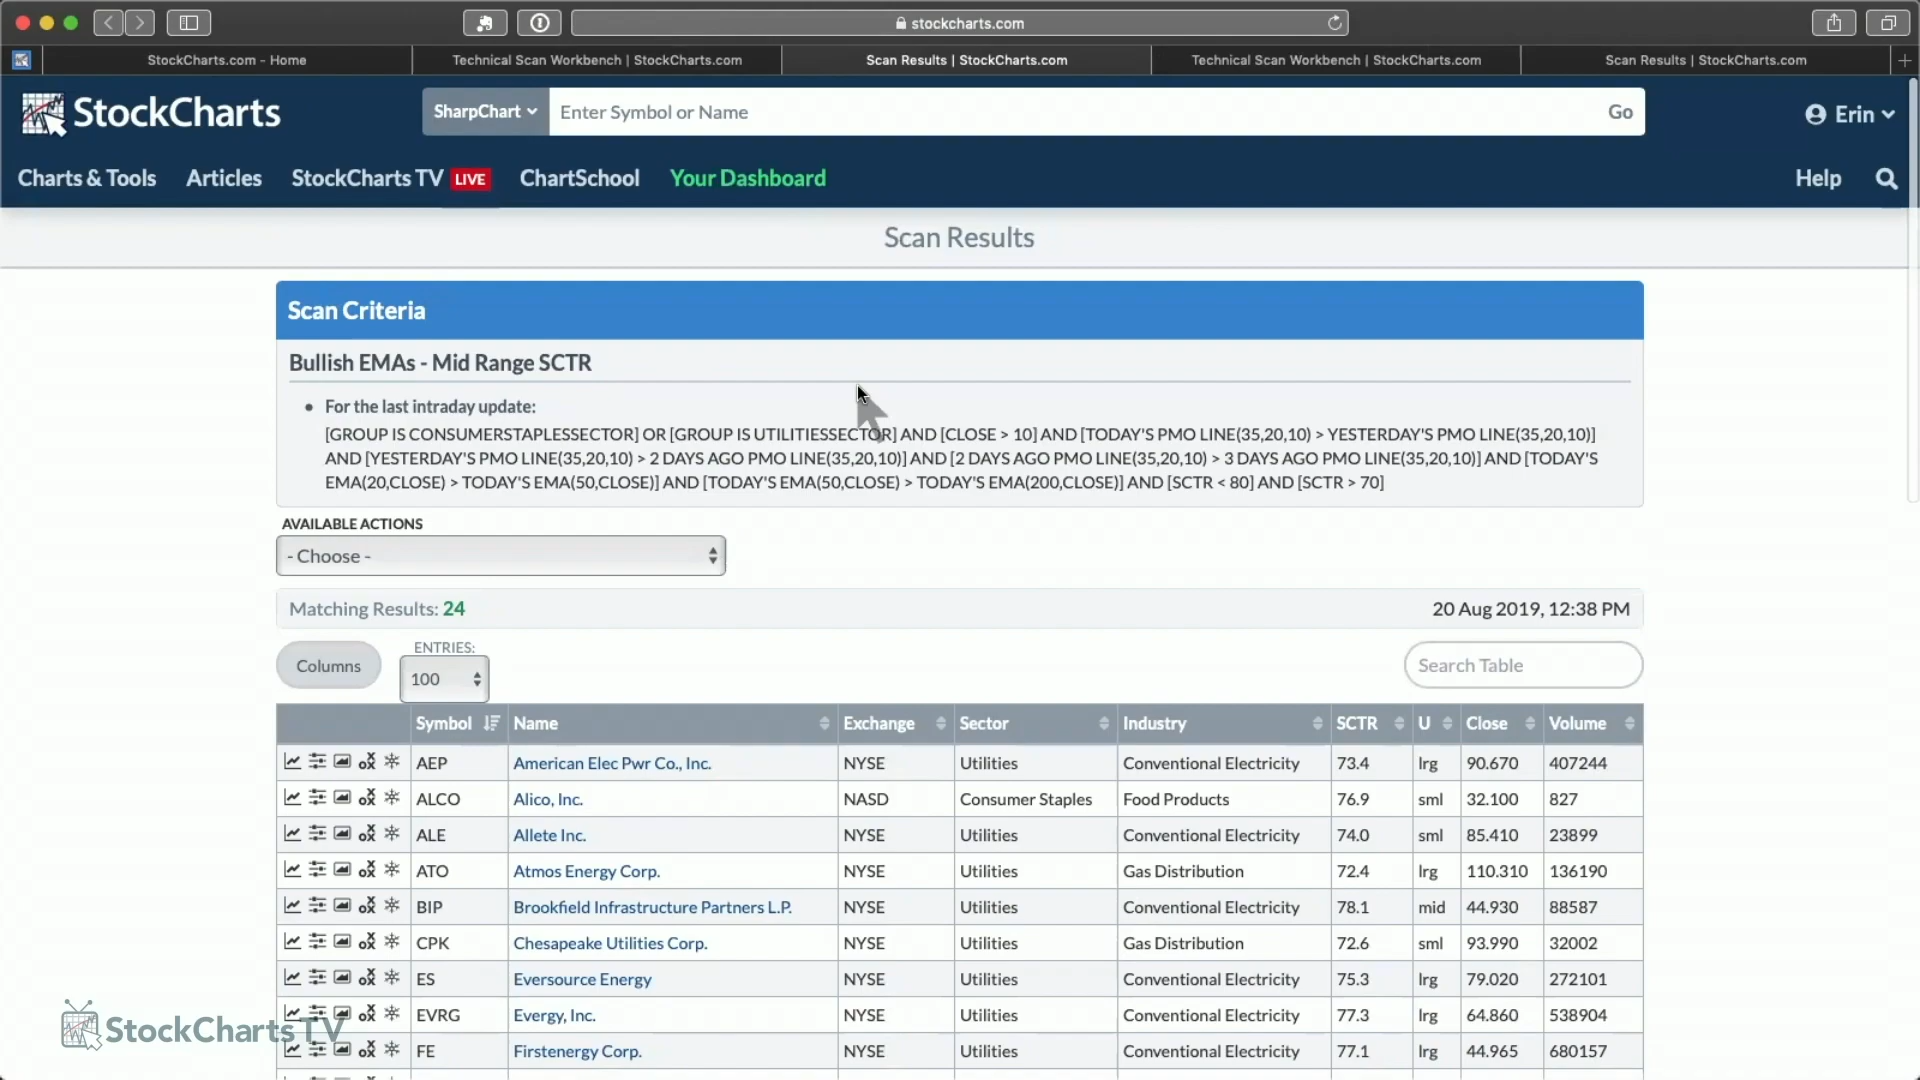 stockcharts.com
StockCharts.com - Home
Technical Scan Workbench | StockCharts.com
Scan Results | StockCharts.com
Technical Scan Workbench | StockCharts.com
Scan Results | StockCharts.com
StockCharts
SharpChart
Enter Symbol or Name
Go
Erin
Charts & Tools
Articles
StockCharts TV LIVE
ChartSchool
Your Dashboard
Help
Scan Results
Scan Criteria
Bullish EMAs - Mid Range SCTR
• For the last intraday update:
[GROUP IS CONSUMERSTAPLESSECTOR] OR [GROUP IS UTILITIESSECTOR] AND [CLOSE > 10] AND [TODAY'S PMO LINE(35,20,10) > YESTERDAY'S PMO LINE(35,20,10)]
AND [YESTERDAY'S PMO LINE(35,20,10) > 2 DAYS AGO PMO LINE(35,20,10)] AND [2 DAYS AGO PMO LINE(35,20,10) > 3 DAYS AGO PMO LINE(35,20,10)] AND [TODAY'S
EMA(20,CLOSE) > TODAY'S EMA(50,CLOSE)] AND [TODAY'S EMA(50,CLOSE) > TODAY'S EMA(200,CLOSE)] AND [SCTR < 80] AND [SCTR > 70]
AVAILABLE ACTIONS
- Choose -
Matching Results: 24
20 Aug 2019, 12:38 PM
Columns
ENTRIES:
100
Search Table
Symbol Name Exchange Sector Industry SCTR U Close Volume
AEP American Elec Pwr Co., Inc. NYSE Utilities Conventional Electricity 73.4 lrg 90.670 407244
ALCO Alico, Inc. NASD Consumer Staples Food Products 76.9 sml 32.100 827
ALE Allete Inc. NYSE Utilities Conventional Electricity 74.0 sml 85.410 23899
ATO Atmos Energy Corp. NYSE Utilities Gas Distribution 72.4 lrg 110.310 136190
BIP Brookfield Infrastructure Partners L.P. NYSE Utilities Conventional Electricity 78.1 mid 44.930 88587
CPK Chesapeake Utilities Corp. NYSE Utilities Gas Distribution 72.6 sml 93.990 32002
ES Eversource Energy NYSE Utilities Conventional Electricity 75.3 lrg 79.020 272101
EVRG Evergy, Inc. NYSE Utilities Conventional Electricity 77.3 lrg 64.860 538904
FE Firstenergy Corp. NYSE Utilities Conventional Electricity 77.1 lrg 44.965 680157
StockChartsTV